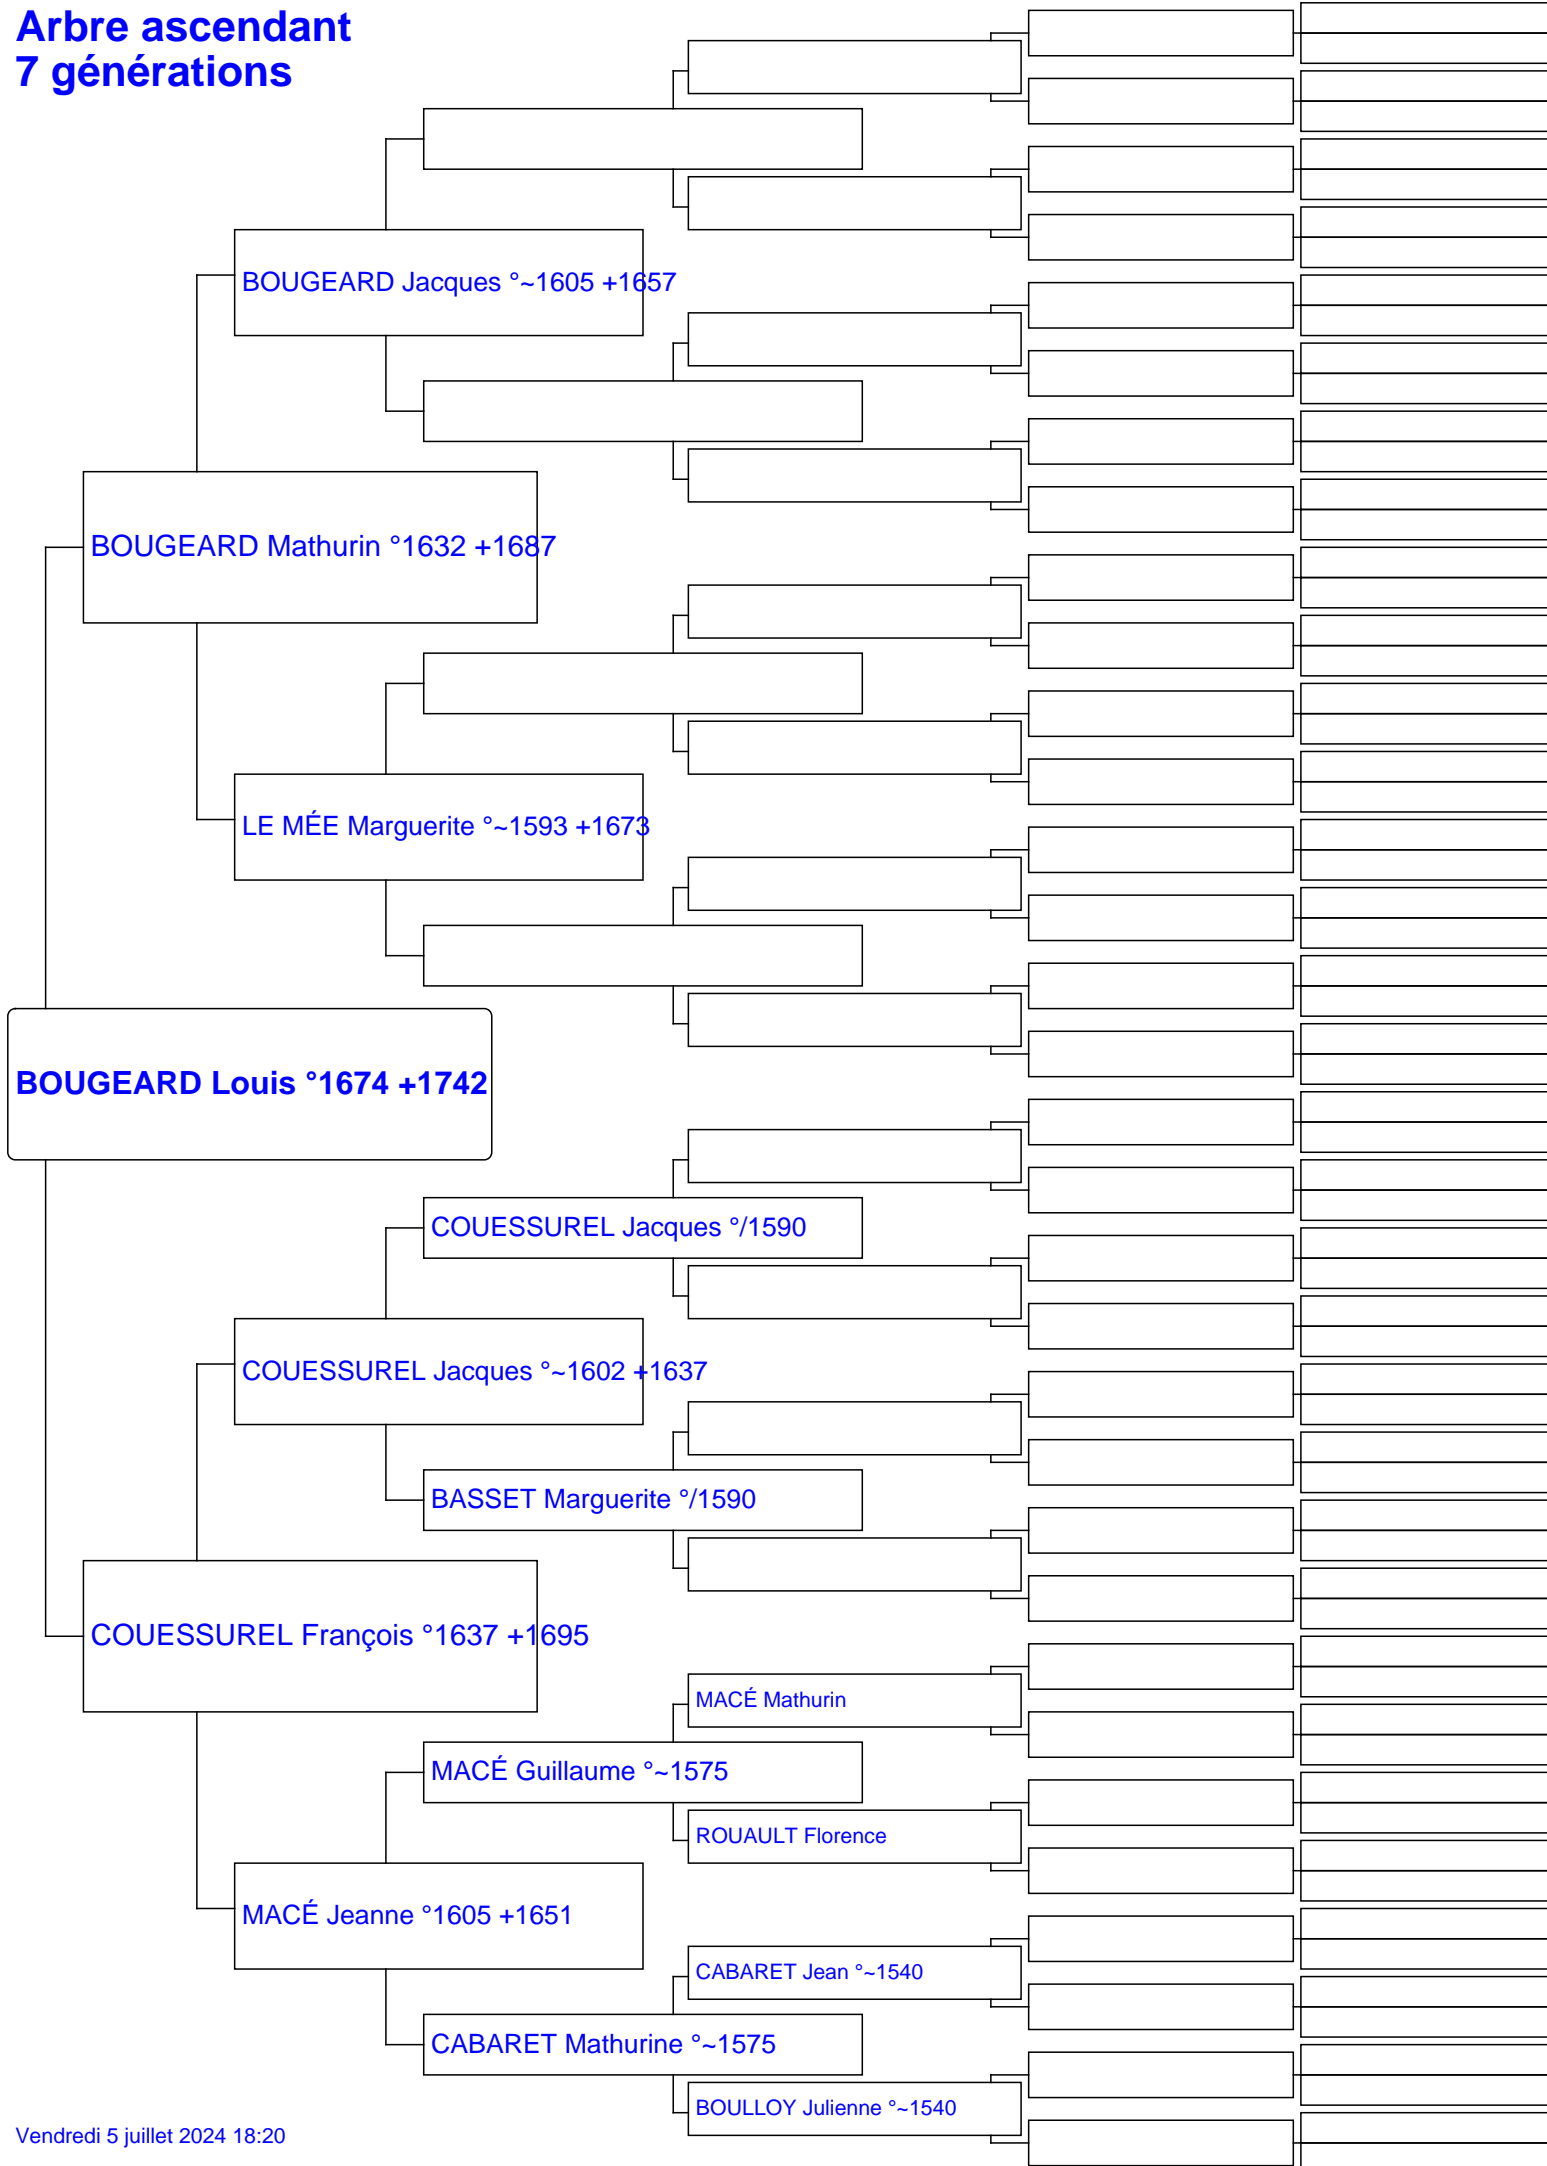 Arbre ascendant
7 générations
BOUGEARD Jacques °~1605 +1657
BOUGEARD Mathurin °1632 +1687
LE MÉE Marguerite °~1593 +1673
BOUGEARD Louis °1674 +1742
COUESSUREL Jacques °/1590
COUESSUREL Jacques °~1602 +1637
BASSET Marguerite °/1590
COUESSUREL François °1637 +1695
MACÉ Mathurin
MACÉ Guillaume °~1575
ROUAULT Florence
MACÉ Jeanne °1605 +1651
CABARET Jean °~1540
CABARET Mathurine °~1575
BOULLOY Julienne °~1540
Vendredi 5 juillet 2024 18:20